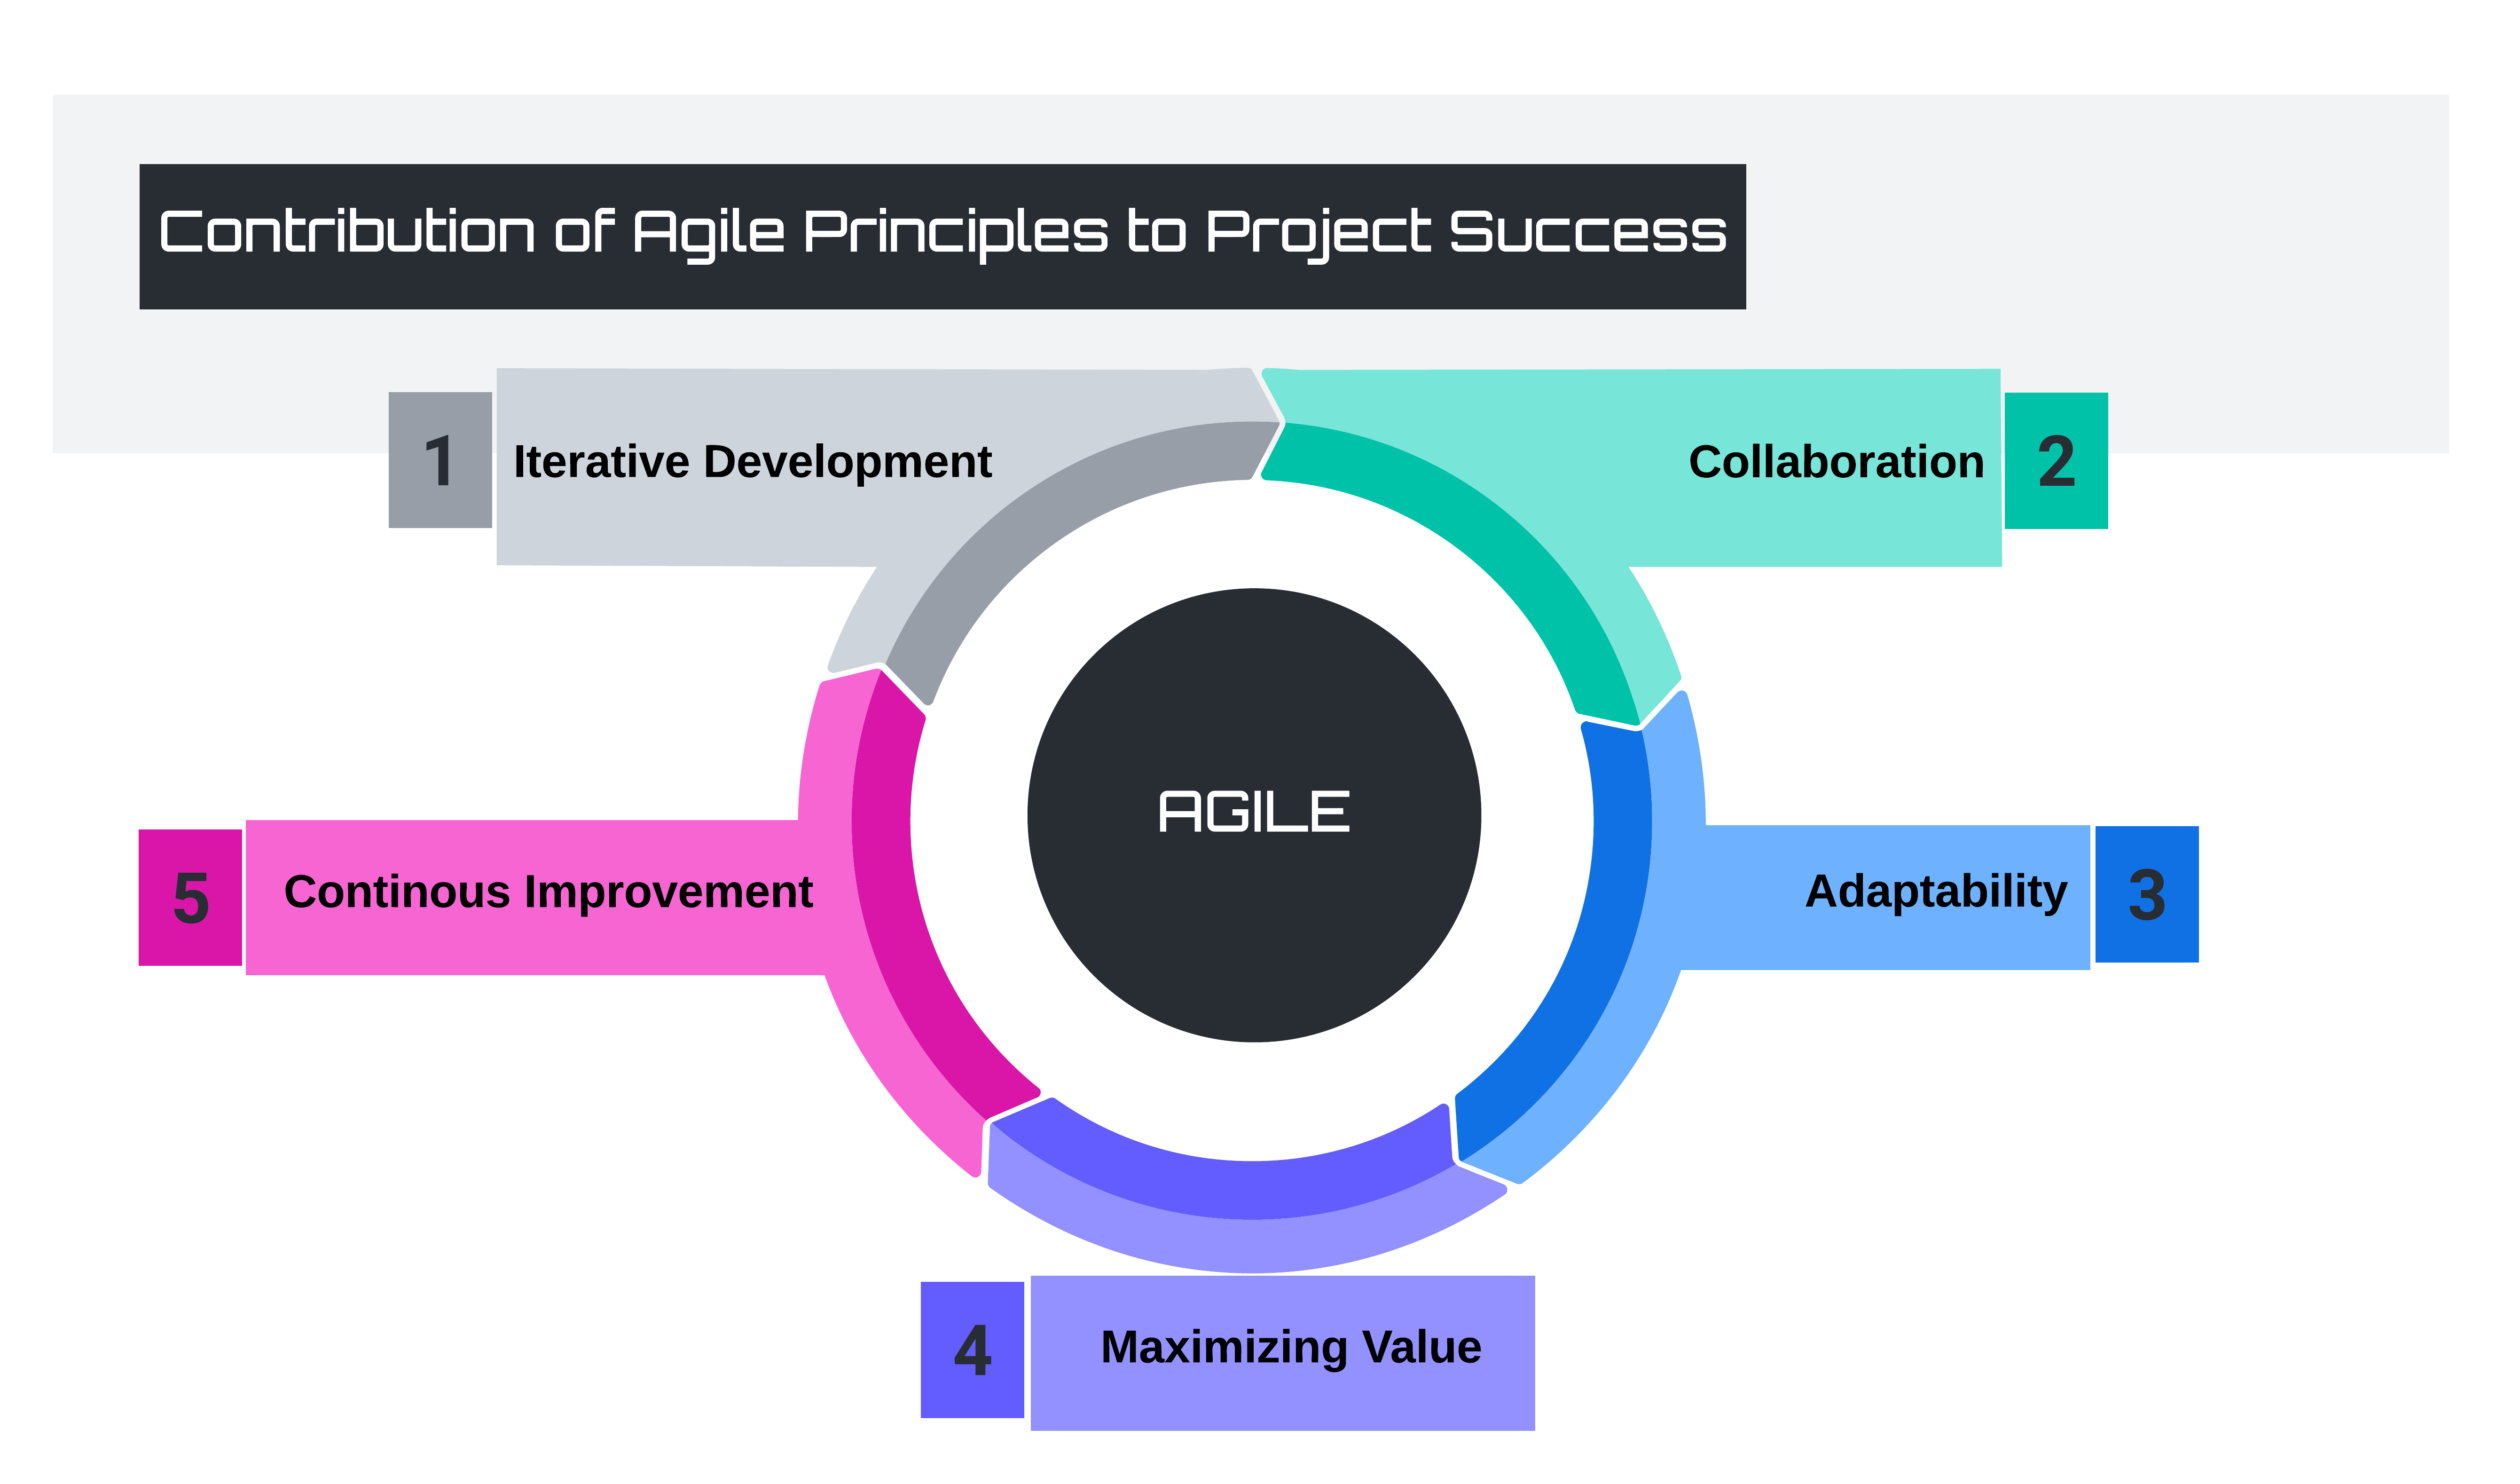 Contribution of Agile Principles to Project Success
1
Iterative Development
Collaboration
2
AGILE
5
Continous Improvement
Adaptability
3
4
Maximizing Value